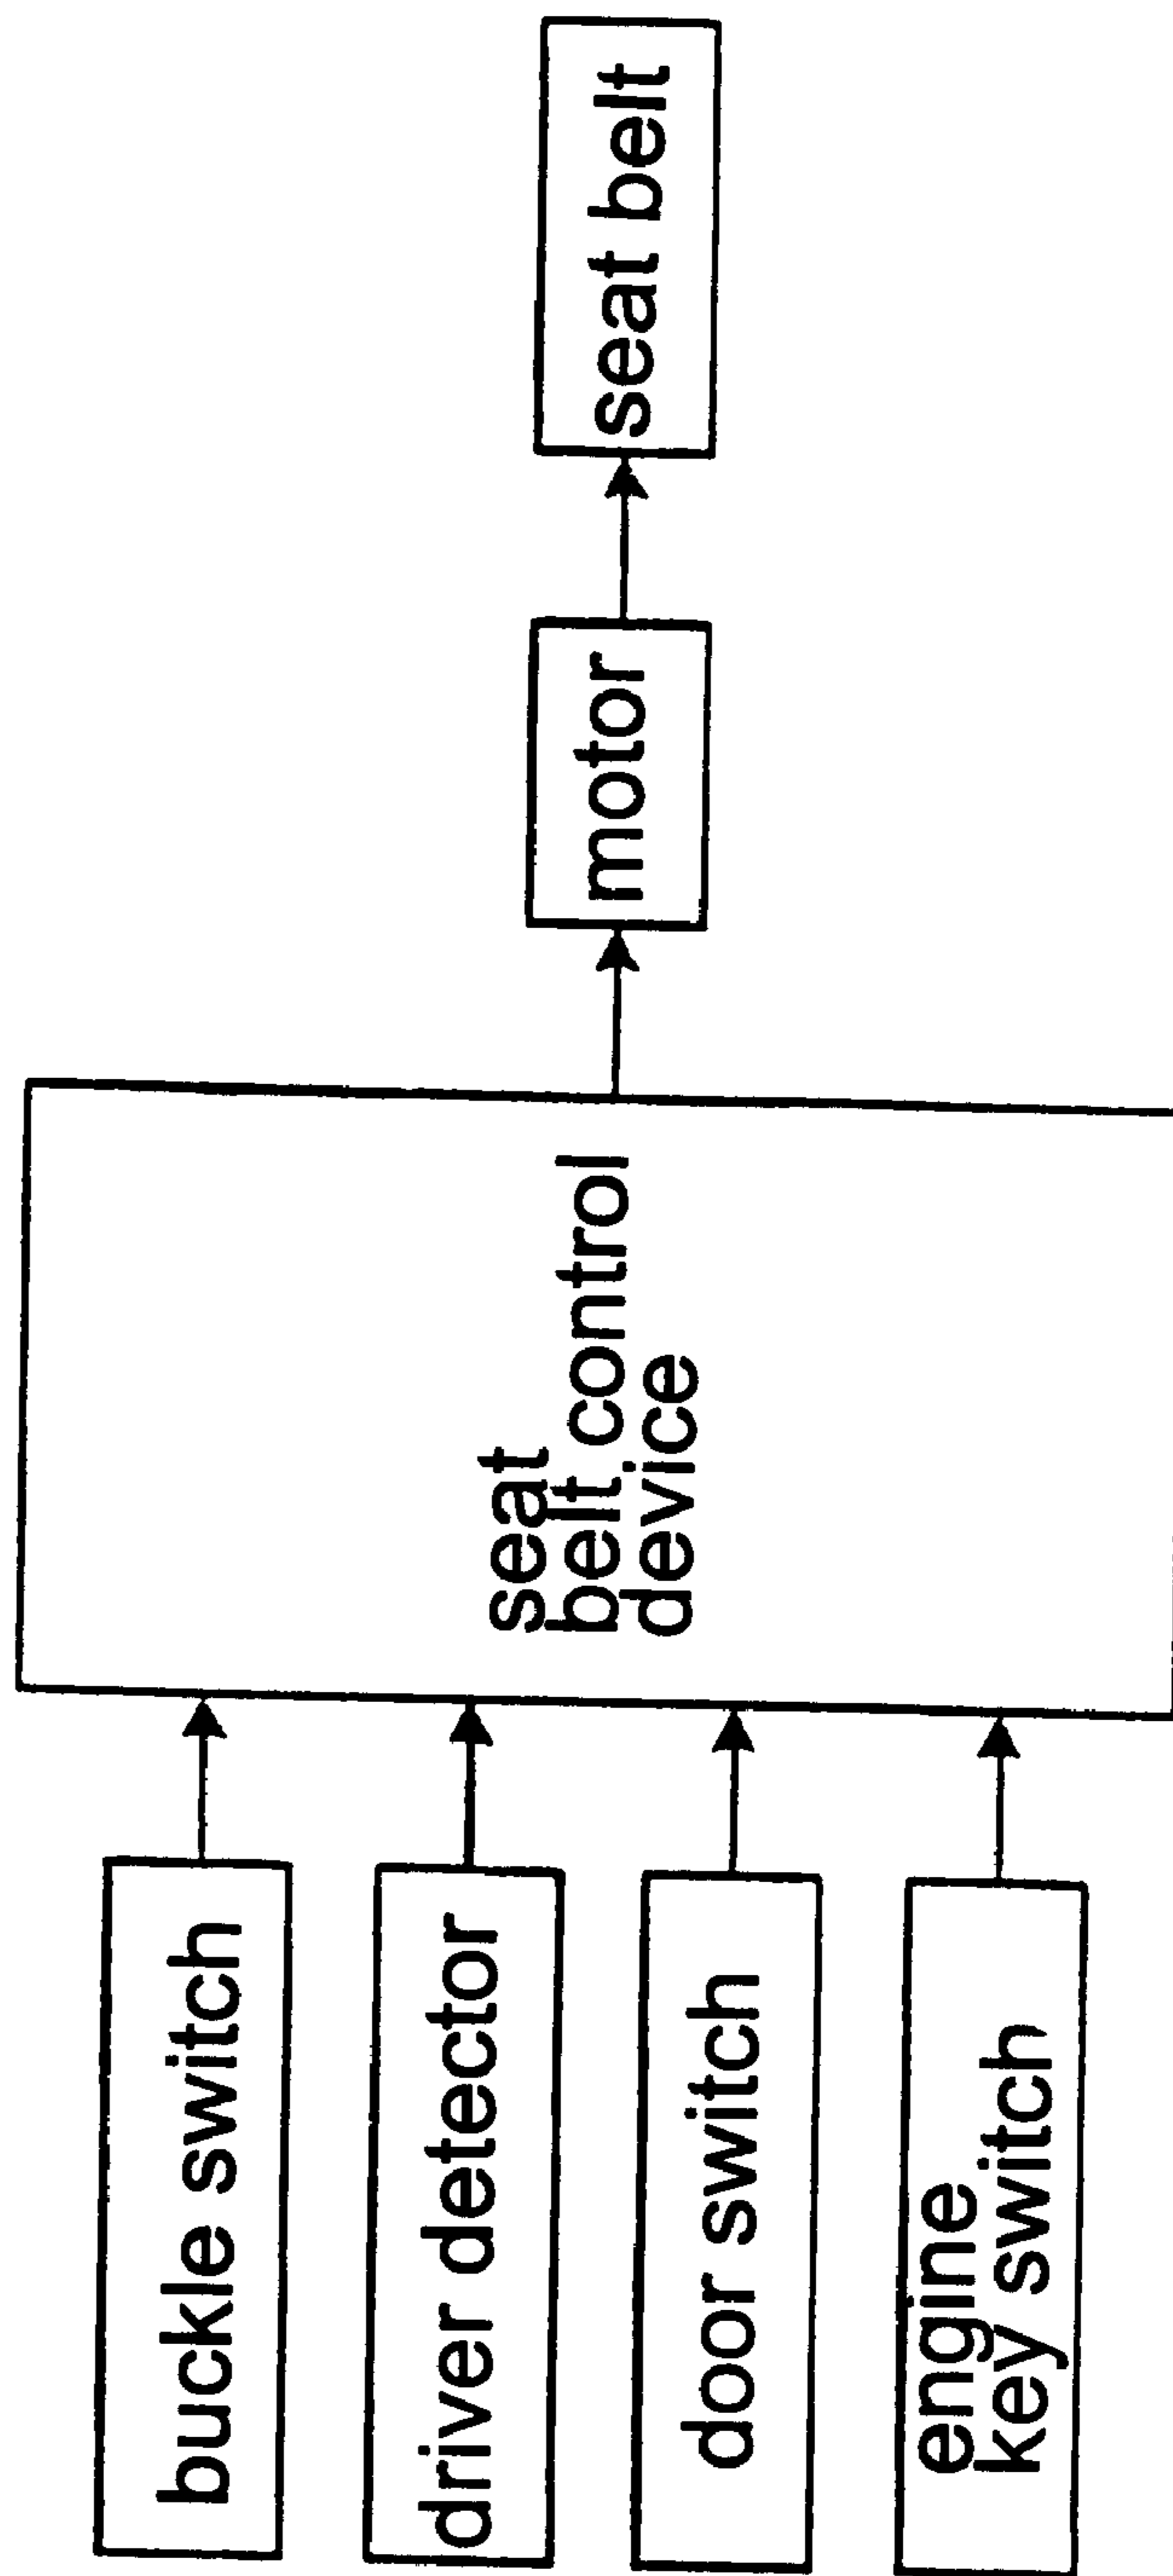 buckle switch
driver detector
door switch
engine
key switch
seat
belt control
device
motor
seat belt